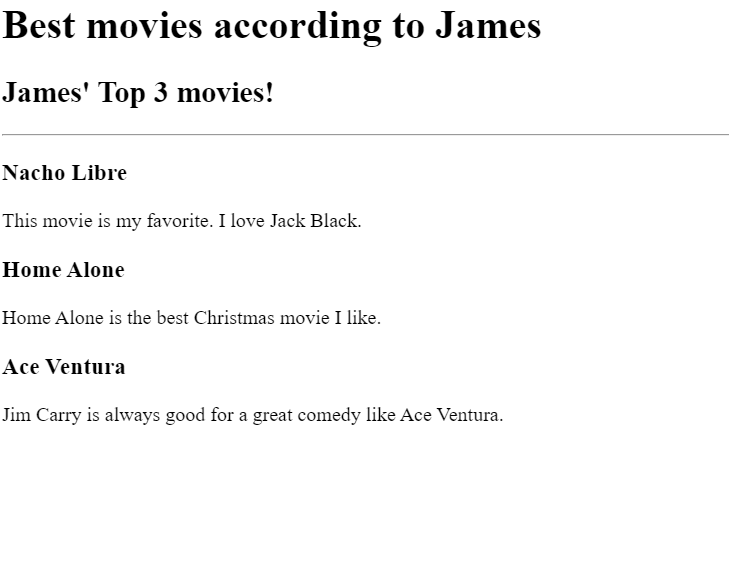 Best movies according to James
James' Top 3 movies!
Nacho Libre
This movie is my favorite. I love Jack Black.
Home Alone
Home Alone is the best Christmas movie I like.
Ace Ventura
Jim Carry is always good for a great comedy like Ace Ventura.